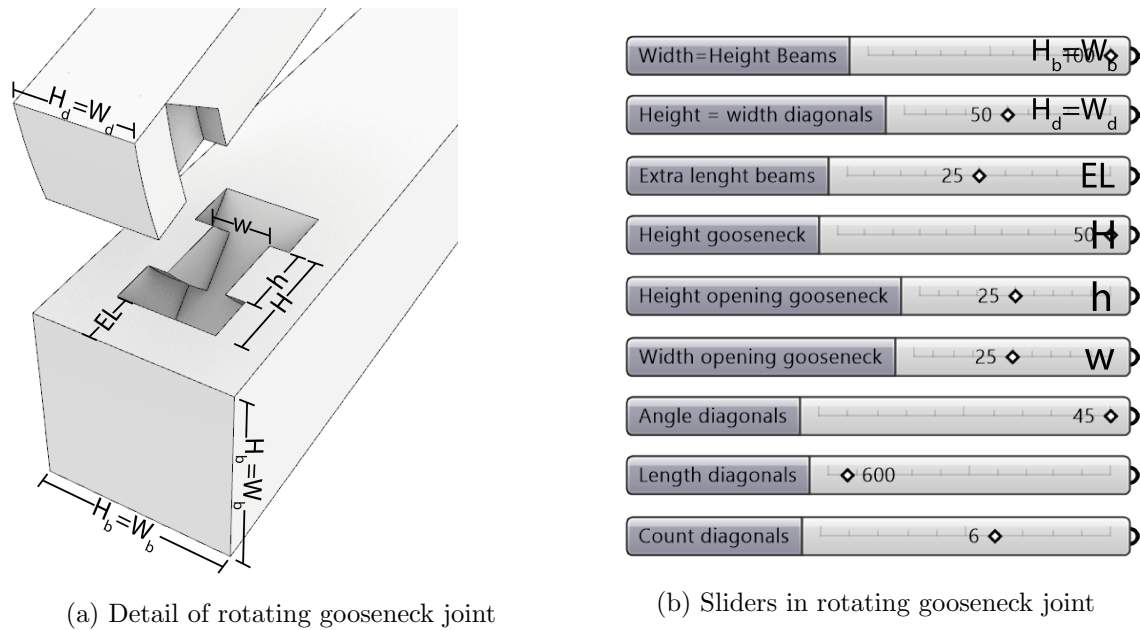 H_d=W_d
w
h
H
EL
H_b=W_b
H_b=W_b
(a) Detail of rotating gooseneck joint
Width=Height Beams 100 H_b=W_b
Height = width diagonals 50 H_d=W_d
Extra lenght beams 25 EL
Height gooseneck 50 H
Height opening gooseneck 25 h
Width opening gooseneck 25 w
Angle diagonals 45
Length diagonals 600
Count diagonals 6
(b) Sliders in rotating gooseneck joint